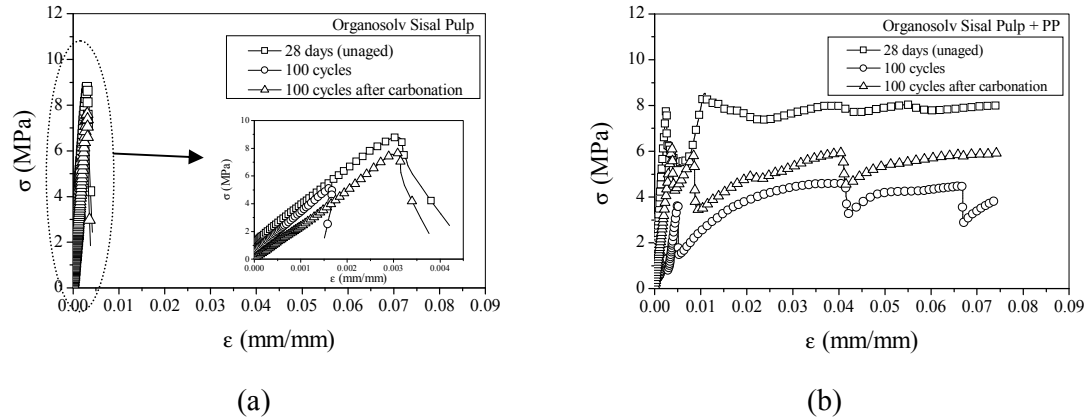 Organosolv Sisal Pulp
28 days (unaged)
100 cycles
100 cycles after carbonation
σ (MPa)
12
10
8
6
4
2
0
0.00 0.01 0.02 0.03 0.04 0.05 0.06 0.07 0.08 0.09
ε (mm/mm)
σ (MPa)
10
8
6
4
2
0
0.000 0.001 0.002 0.003 0.004
ε (mm/mm)
(a)
Organosolv Sisal Pulp + PP
28 days (unaged)
100 cycles
100 cycles after carbonation
σ (MPa)
12
10
8
6
4
2
0
0.00 0.01 0.02 0.03 0.04 0.05 0.06 0.07 0.08 0.09
ε (mm/mm)
(b)